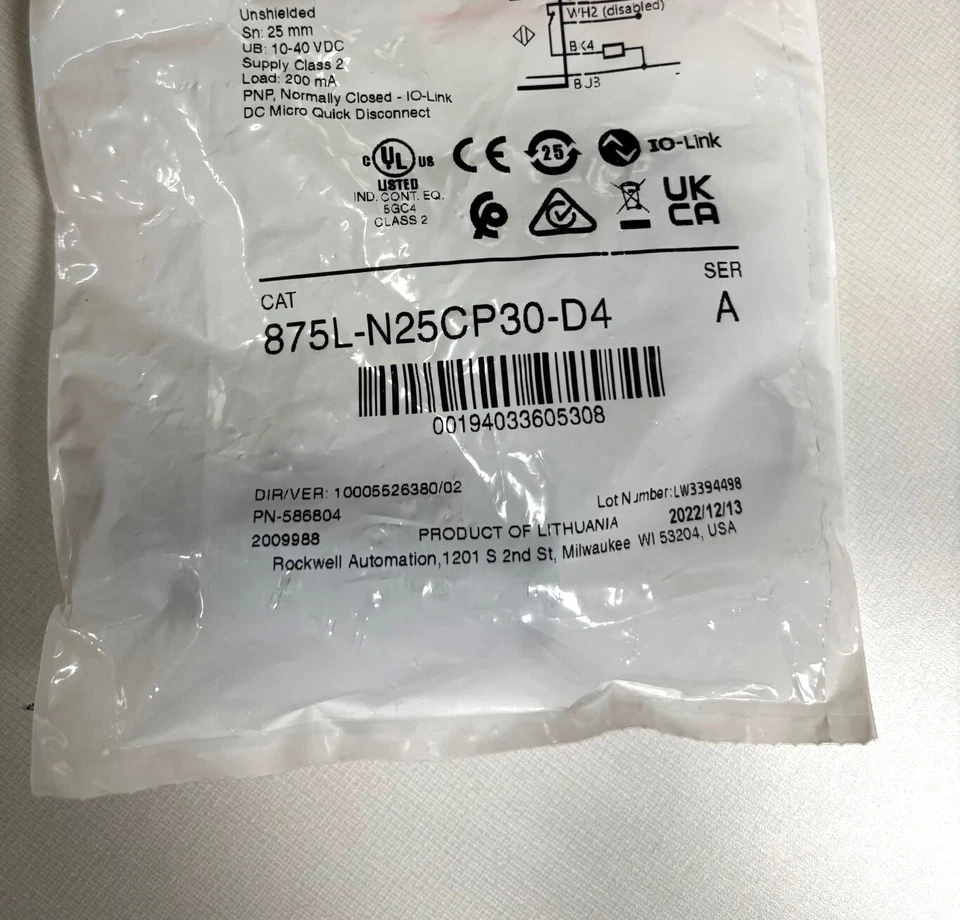 Unshielded
Sn: 25 mm
UB: 10-40 VDC
Supply Class 2
Load: 200 mA
PNP, Normally Closed - IO-Link
DC Micro Quick Disconnect
WH2 (disabled)
BK4
BU3
C UL US
LISTED
IND. CONT. EQ.
5GC4
CLASS 2
CE
25
IO-Link
UK
CA
SER
A
CAT
875L-N25CP30-D4
00194033605308
DIR/VER: 10005526380/02
PN-586804
2009988
Lot Number:LW3394498
2022/12/13
PRODUCT OF LITHUANIA
Rockwell Automation,1201 S 2nd St, Milwaukee WI 53204, USA